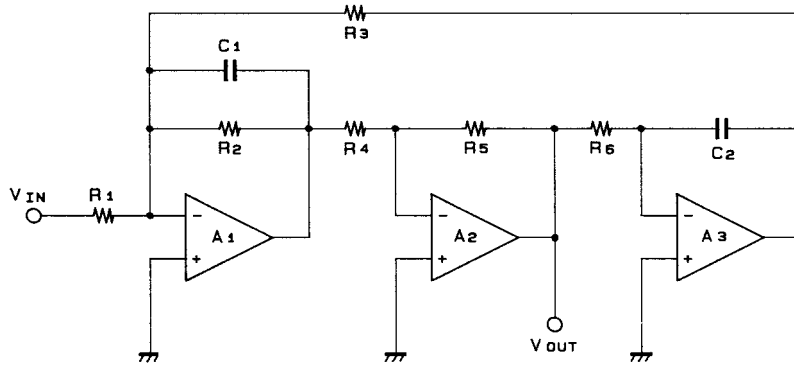 R3
C1
R2
R4
R5
R6
C2
VIN
R1
−
A1
+
−
A2
+
−
A3
+
VOUT